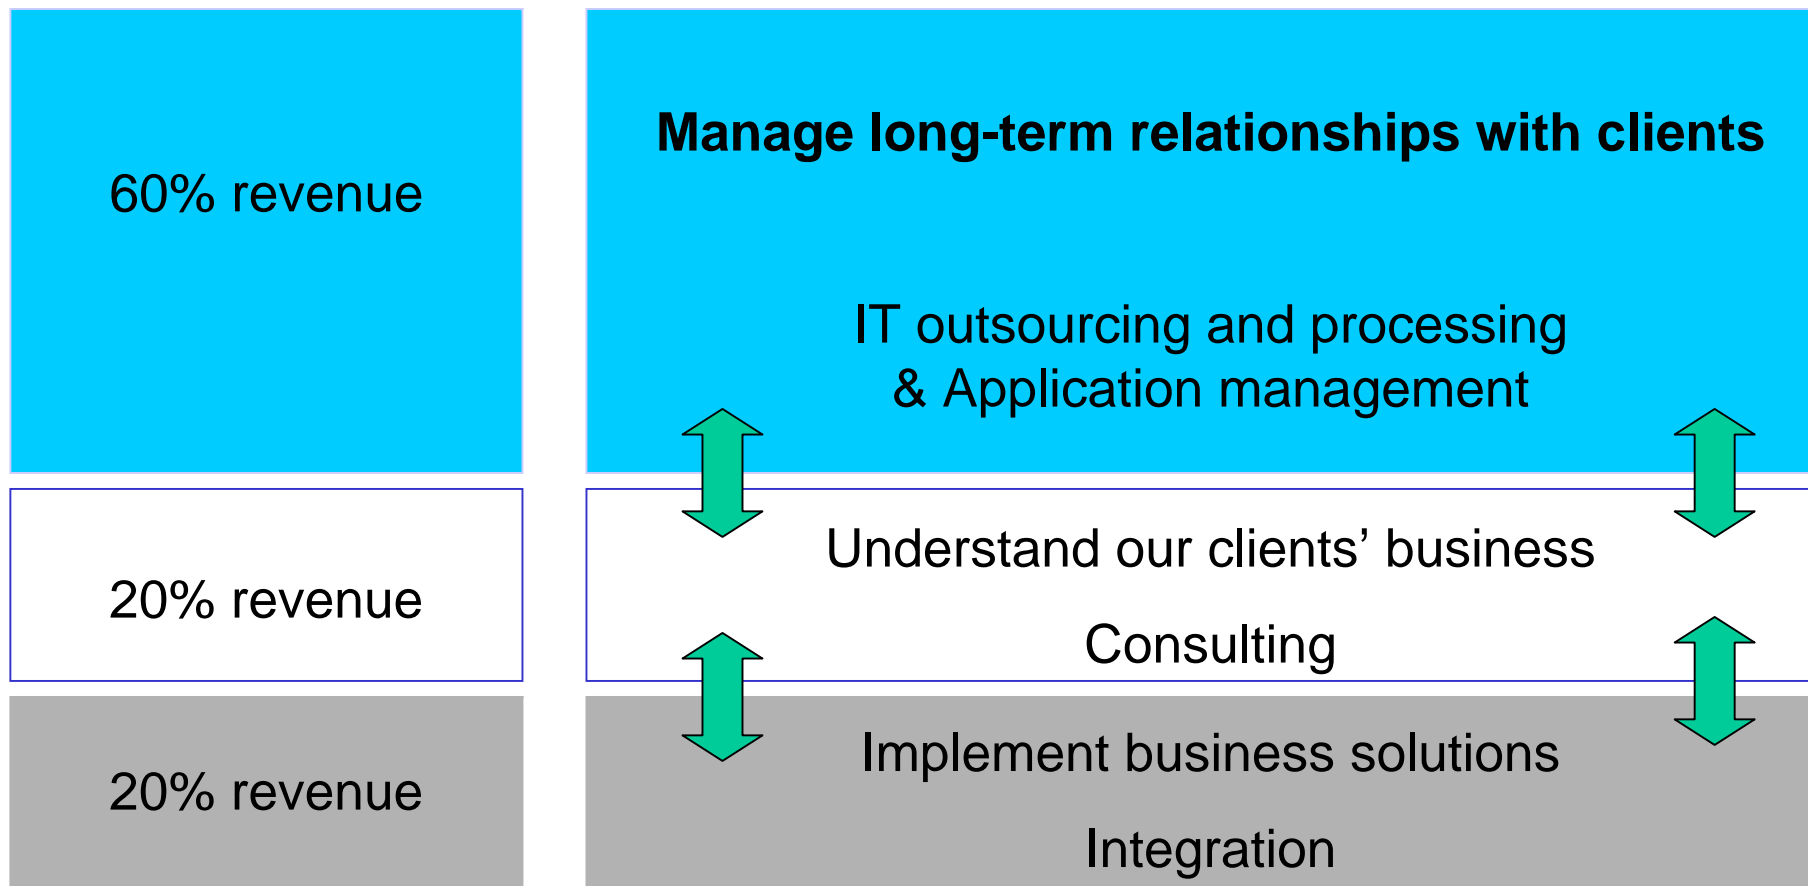 60% revenue
Manage long-term relationships with clients
IT outsourcing and processing
& Application management
20% revenue
Understand our clients’ business
Consulting
20% revenue
Implement business solutions
Integration